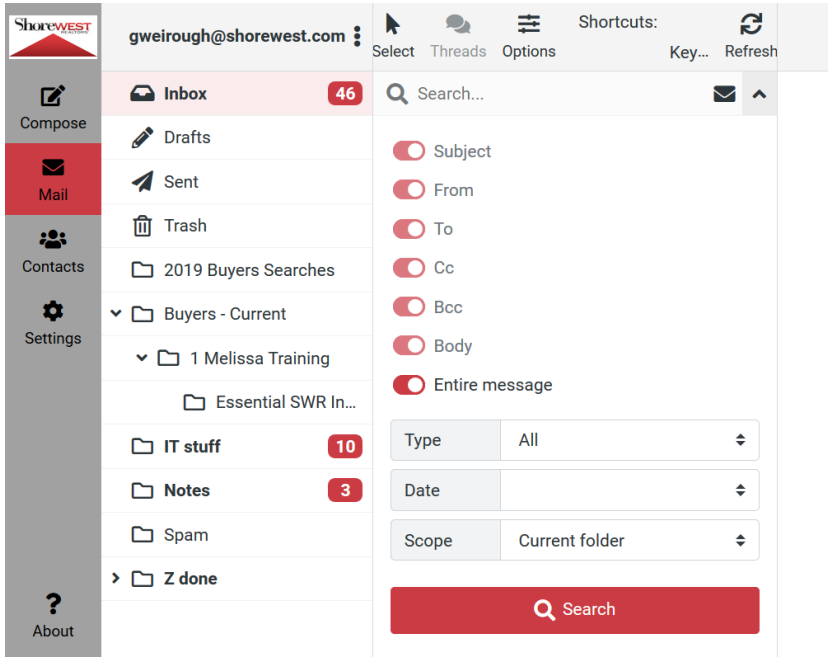 Shorewest
REALTORS
Compose
Mail
Contacts
Settings
?
About
gweirough@shorewest.com
Inbox 46
Drafts
Sent
Trash
2019 Buyers Searches
Buyers - Current
1 Melissa Training
Essential SWR In...
IT stuff 10
Notes 3
Spam
Z done
Select
Threads
Options
Shortcuts:
Key...
Refresh
Search...
Subject
From
To
Cc
Bcc
Body
Entire message
Type All
Date
Scope Current folder
Search